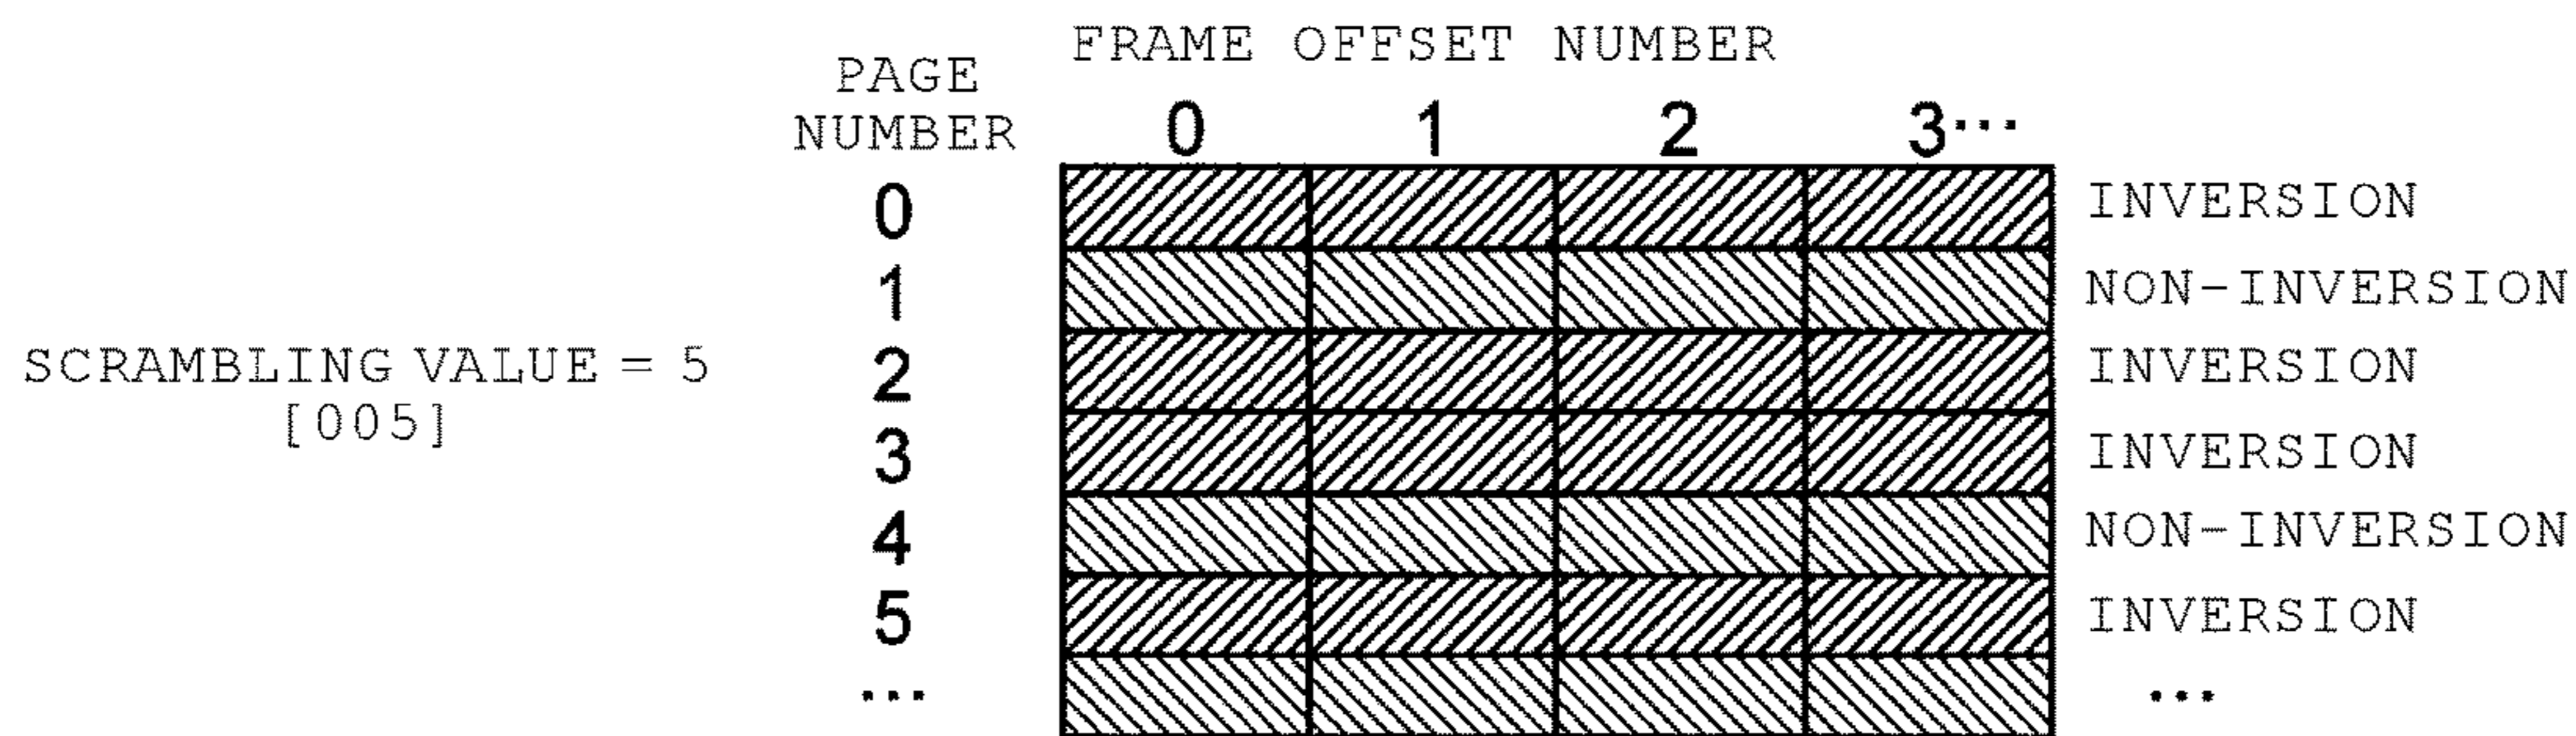 FRAME OFFSET NUMBER
PAGE
NUMBER
0 1 2 3...
0 INVERSION
1 NON-INVERSION
SCRAMBLING VALUE = 5
[005]
2 INVERSION
3 INVERSION
4 NON-INVERSION
5 INVERSION
... ...